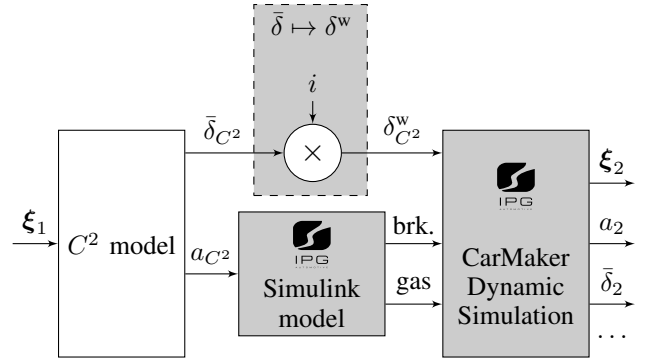 δ̄ ↦ δʷ
i
δ̄_{C²}
×
δʷ_{C²}
ξ₁
C² model
a_{C²}
IPG
Simulink
model
brk.
gas
IPG
CarMaker
Dynamic
Simulation
ξ₂
a₂
δ̄₂
...